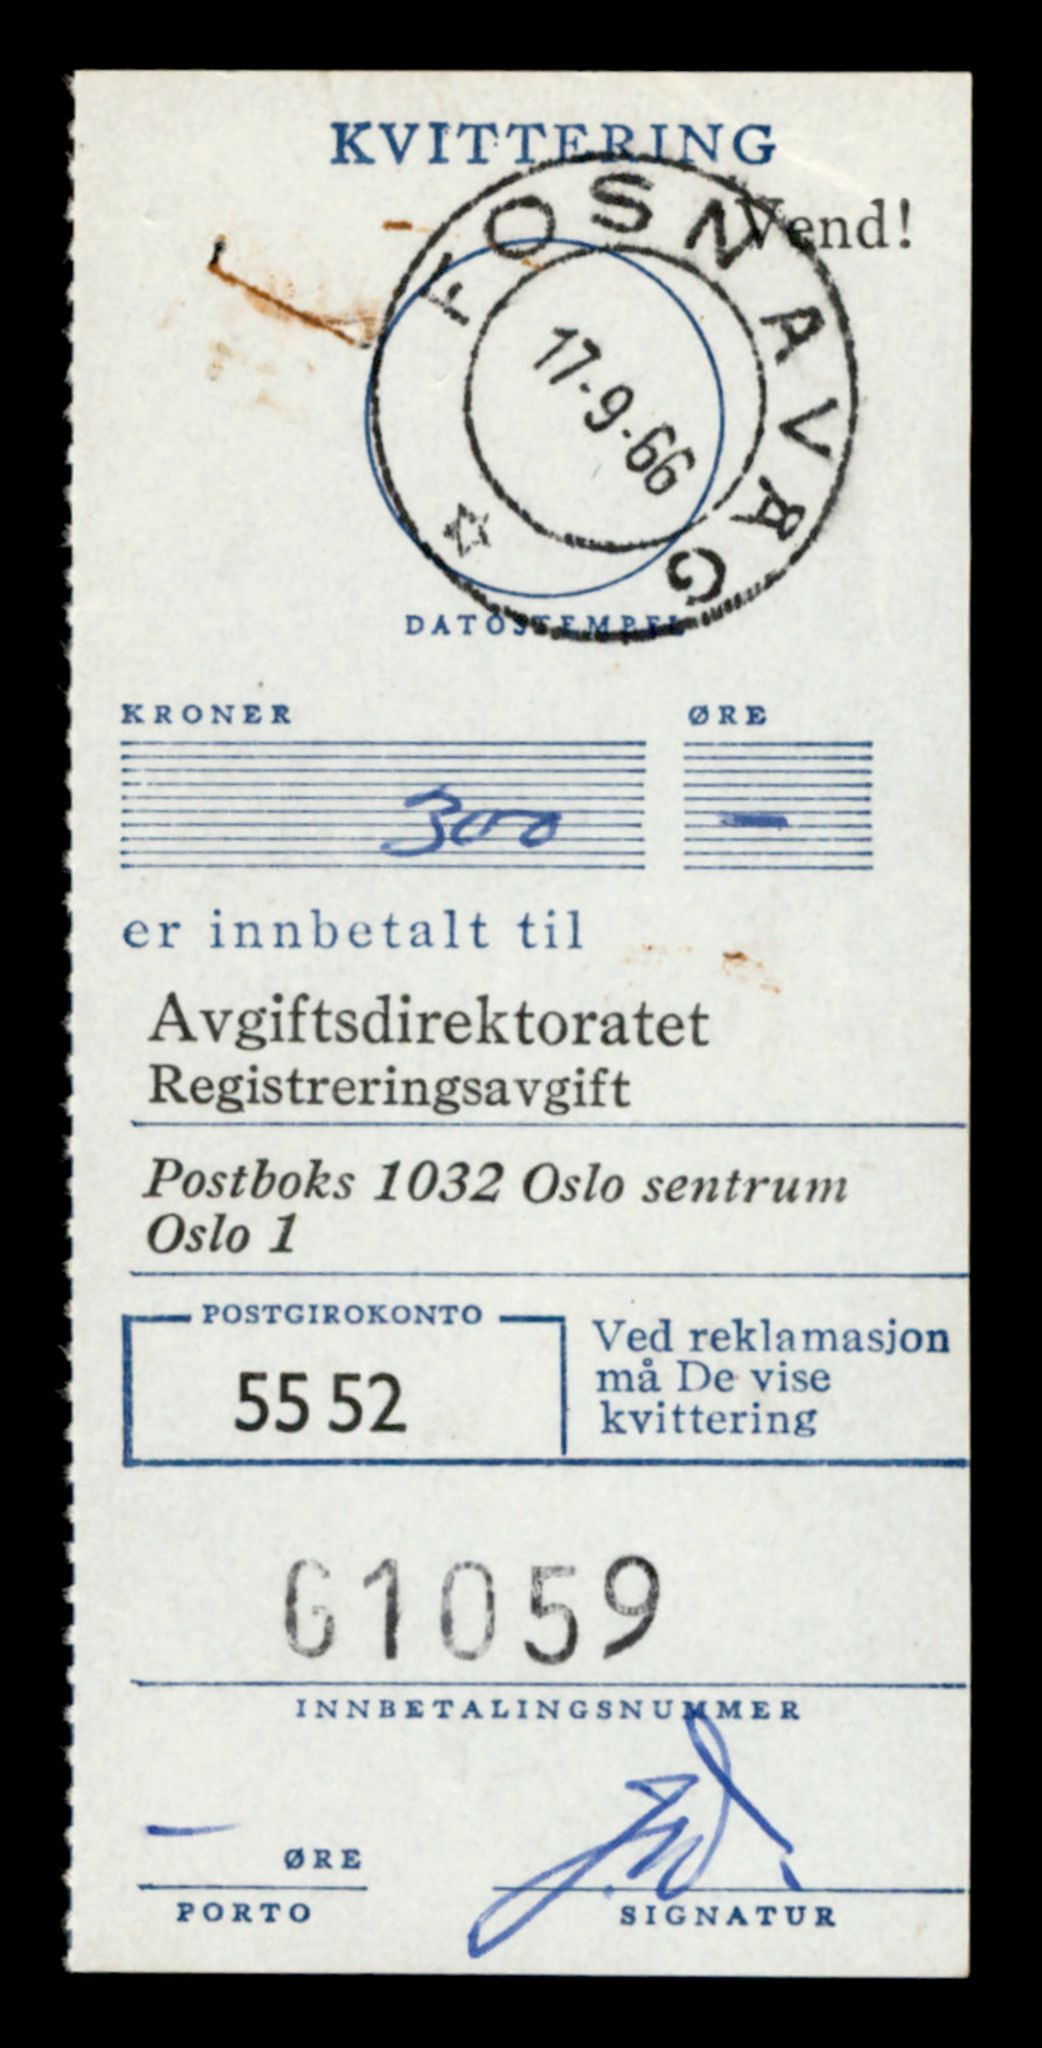 KVITTERING
Vend!
FOSNAVÅG
17-9-66
DATOSTEMPEL
KRONER ØRE
300 —
er innbetalt til
Avgiftsdirektoratet
Registreringsavgift
Postboks 1032 Oslo sentrum
Oslo 1
POSTGIROKONTO
55 52
Ved reklamasjon
må De vise
kvittering
G1059
INNBETALINGSNUMMER
— ØRE
PORTO
SIGNATUR